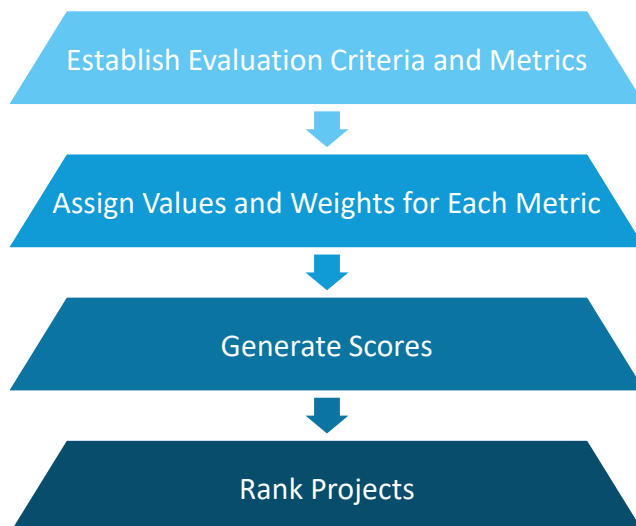 Establish Evaluation Criteria and Metrics
Assign Values and Weights for Each Metric
Generate Scores
Rank Projects